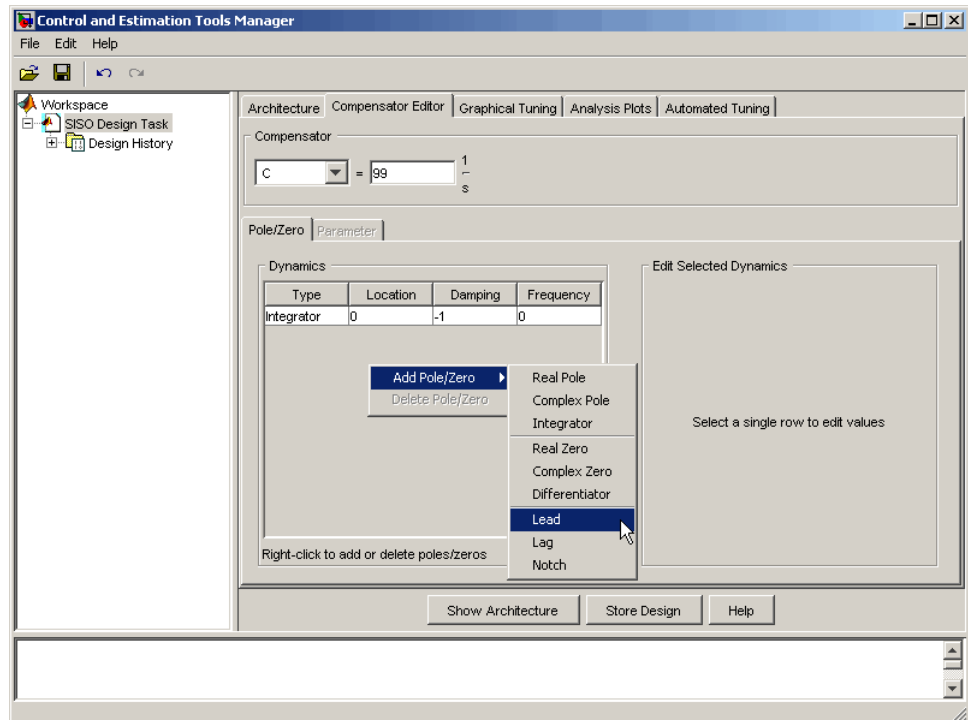 Control and Estimation Tools Manager
File Edit Help
Workspace
SISO Design Task
Design History
Architecture Compensator Editor Graphical Tuning Analysis Plots Automated Tuning
Compensator
C = 99 1
s
Pole/Zero Parameter
Dynamics
Type Location Damping Frequency
Integrator 0 -1 0
Add Pole/Zero
Delete Pole/Zero
Real Pole
Complex Pole
Integrator
Real Zero
Complex Zero
Differentiator
Lead
Lag
Notch
Right-click to add or delete poles/zeros
Edit Selected Dynamics
Select a single row to edit values
Show Architecture Store Design Help